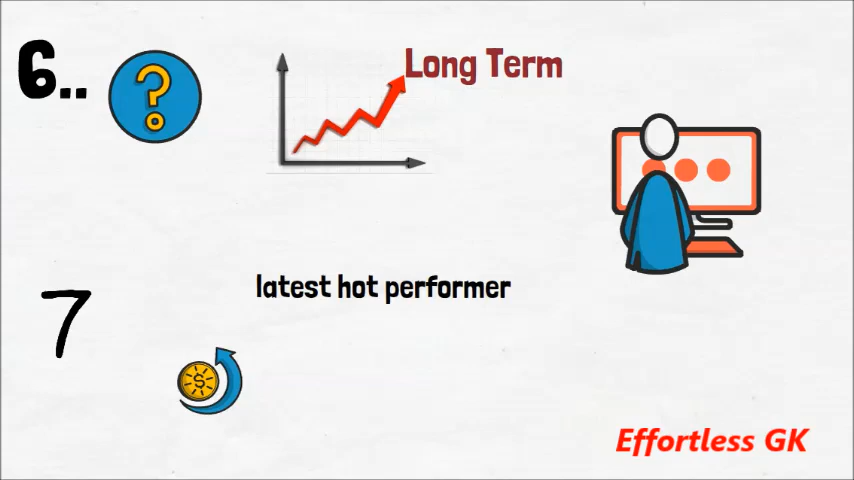 6..
?
Long Term
7
latest hot performer
$
Effortless GK